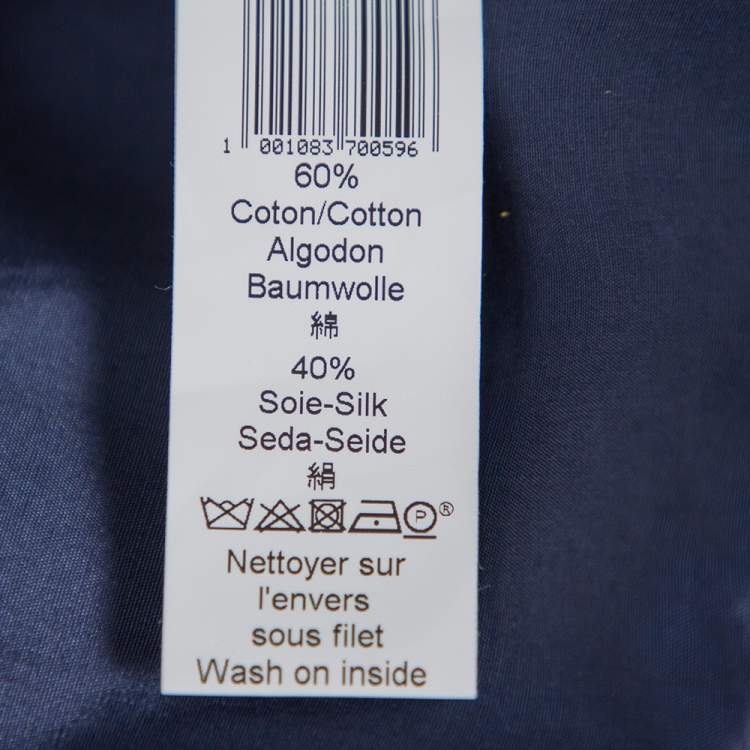 1 001083 700596
60%
Coton/Cotton
Algodon
Baumwolle
綿
40%
Soie-Silk
Seda-Seide
絹
P ®
Nettoyer sur
l'envers
sous filet
Wash on inside